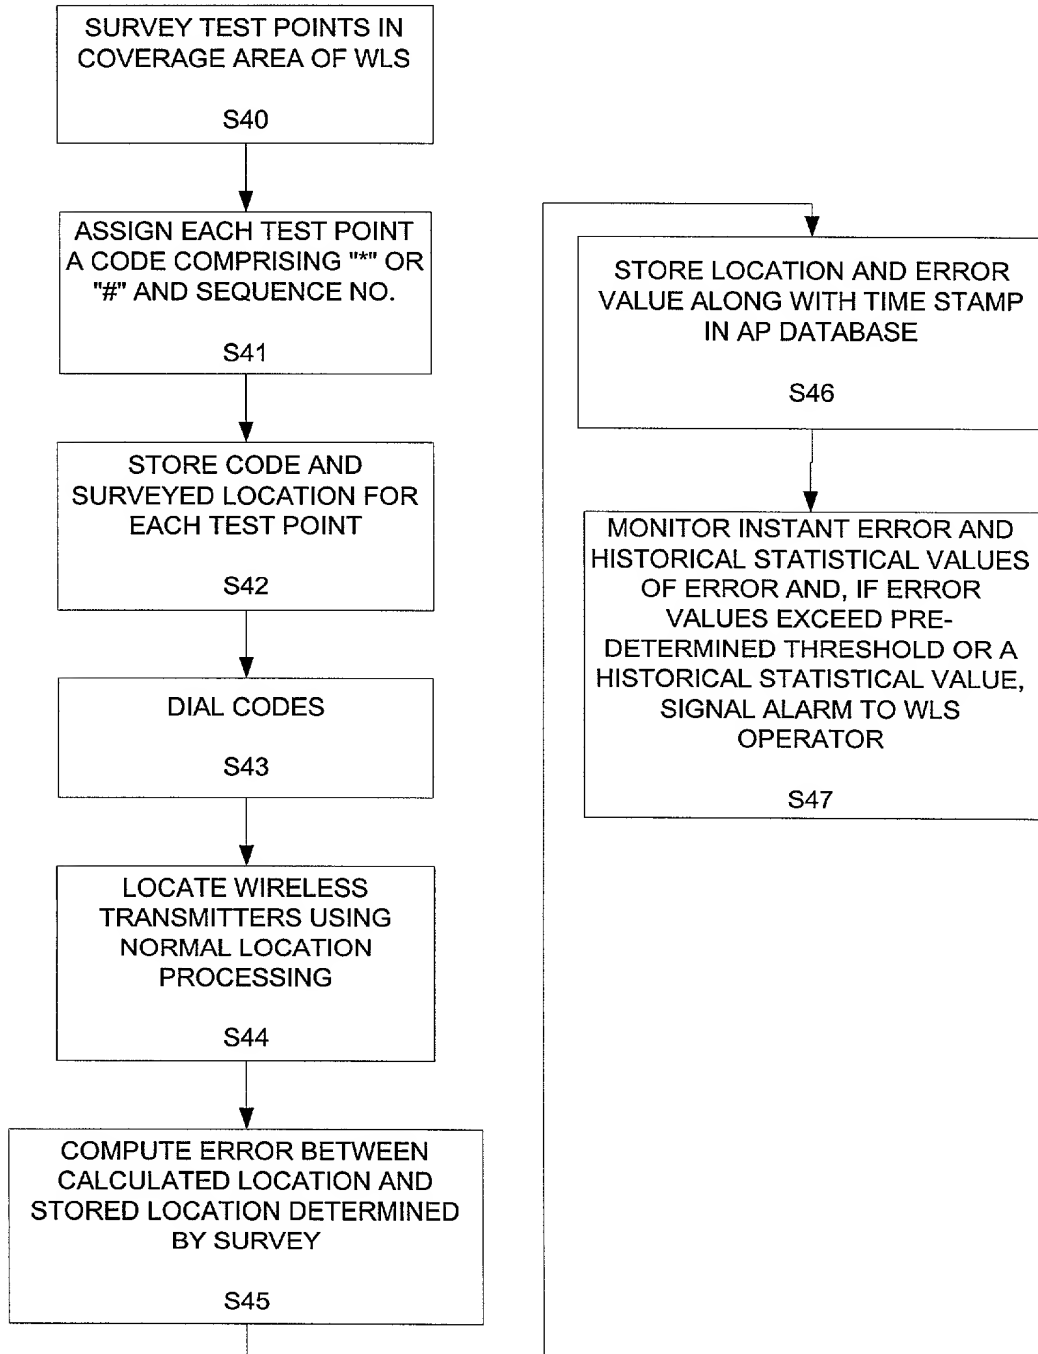 SURVEY TEST POINTS IN
COVERAGE AREA OF WLS
S40
ASSIGN EACH TEST POINT
A CODE COMPRISING "*" OR
"#" AND SEQUENCE NO.
S41
STORE CODE AND
SURVEYED LOCATION FOR
EACH TEST POINT
S42
DIAL CODES
S43
LOCATE WIRELESS
TRANSMITTERS USING
NORMAL LOCATION
PROCESSING
S44
COMPUTE ERROR BETWEEN
CALCULATED LOCATION AND
STORED LOCATION DETERMINED
BY SURVEY
S45
STORE LOCATION AND ERROR
VALUE ALONG WITH TIME STAMP
IN AP DATABASE
S46
MONITOR INSTANT ERROR AND
HISTORICAL STATISTICAL VALUES
OF ERROR AND, IF ERROR
VALUES EXCEED PRE-
DETERMINED THRESHOLD OR A
HISTORICAL STATISTICAL VALUE,
SIGNAL ALARM TO WLS
OPERATOR
S47